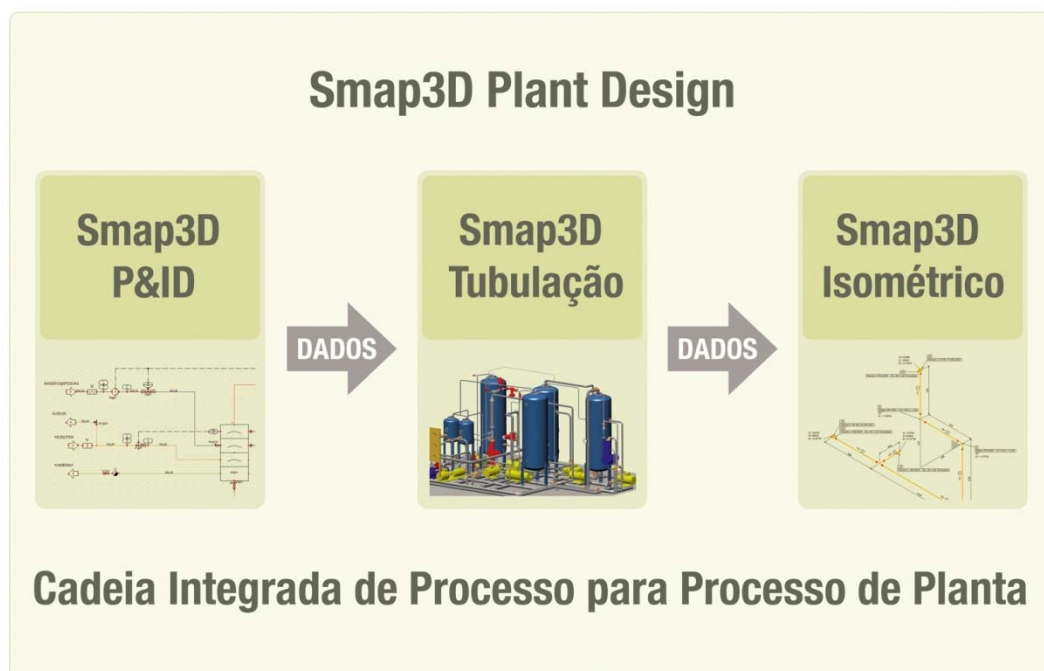 Smap3D Plant Design
Smap3D
P&ID
DADOS
Smap3D
Tubulação
DADOS
Smap3D
Isométrico
Cadeia Integrada de Processo para Processo de Planta